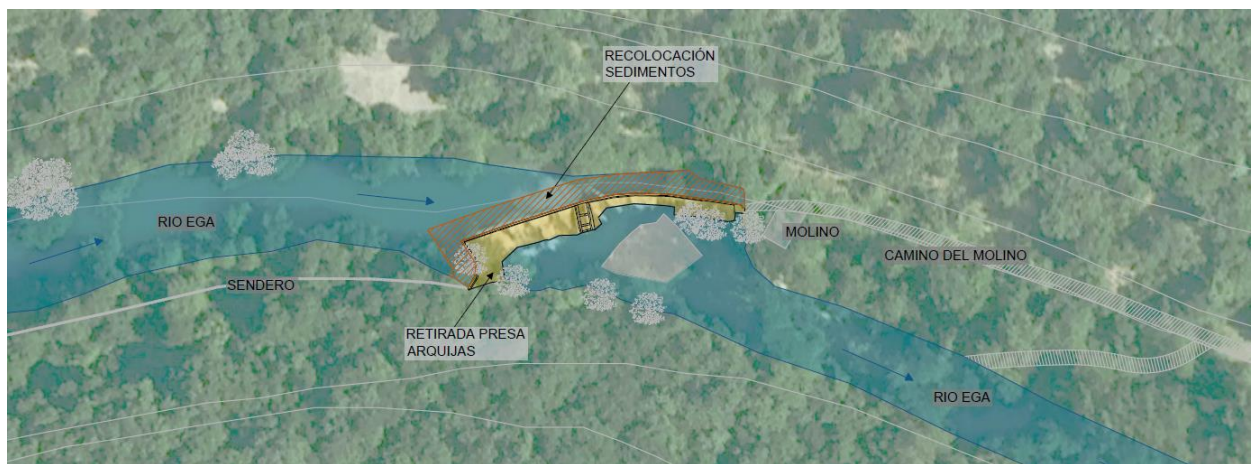 RECOLOCACIÓN
SEDIMENTOS
RIO EGA
MOLINO
CAMINO DEL MOLINO
SENDERO
RETIRADA PRESA
ARQUIJAS
RIO EGA